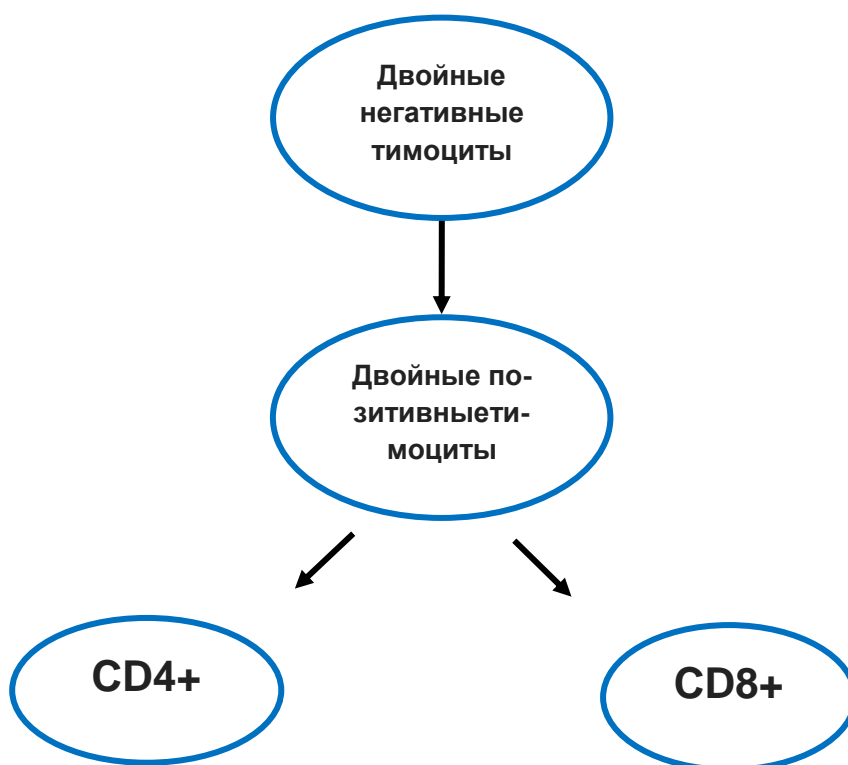 Двойные
негативные
тимоциты
Двойные по-
зитивныети-
моциты
CD4+
CD8+